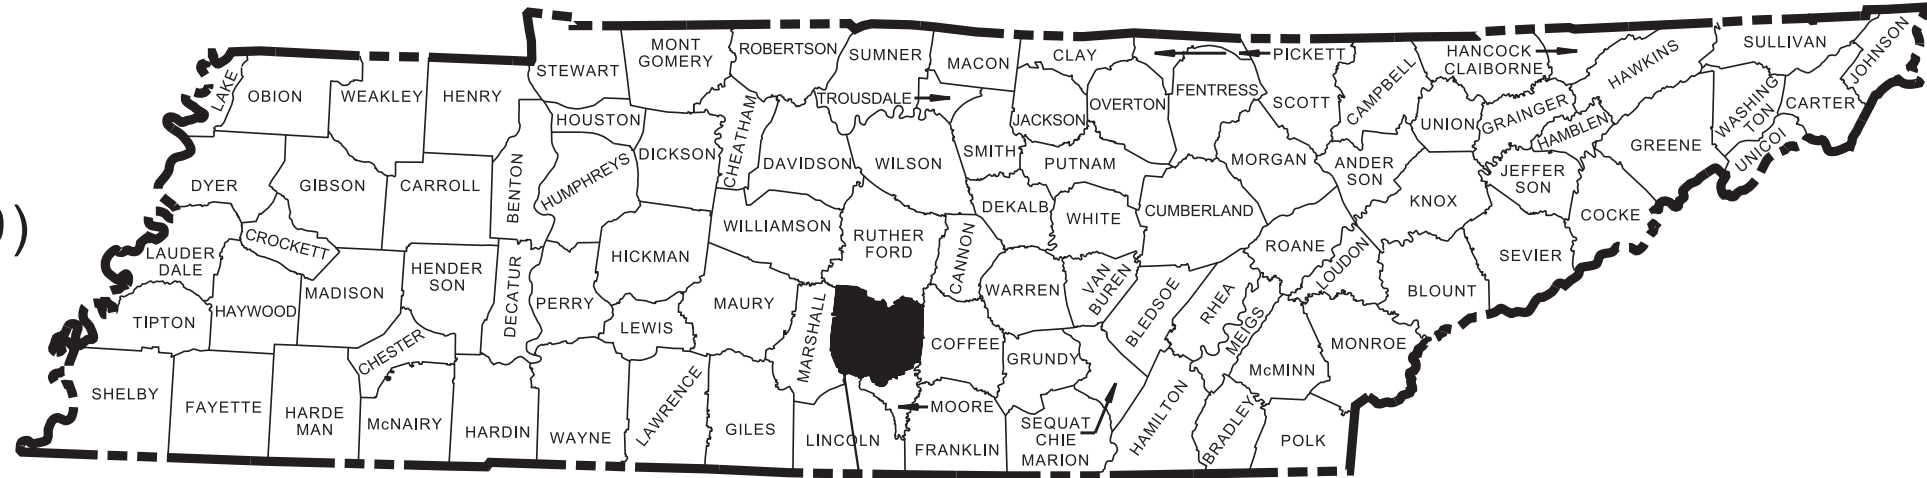 )
LAKE
OBION
WEAKLEY
HENRY
STEWART
MONT
GOMERY
ROBERTSON
SUMNER
MACON
CLAY
PICKETT
HANCOCK
CLAIBORNE
HAWKINS
SULLIVAN
JOHNSON
TROUSDALE
HOUSTON
DICKSON
CHEATHAM
DAVIDSON
WILSON
SMITH
JACKSON
OVERTON
FENTRESS
SCOTT
CAMPBELL
UNION
GRAINGER
HAMBLEN
GREENE
WASHING
TON
UNICOI
CARTER
DYER
GIBSON
CARROLL
BENTON
HUMPHREYS
PUTNAM
MORGAN
ANDER
SON
KNOX
JEFFER
SON
COCKE
LAUDER
DALE
CROCKETT
HAYWOOD
MADISON
HENDER
SON
DECATUR
PERRY
HICKMAN
WILLIAMSON
RUTHER
FORD
CANNON
DEKALB
WHITE
CUMBERLAND
ROANE
LOUDON
SEVIER
BLOUNT
TIPTON
LEWIS
MAURY
MARSHALL
WARREN
VAN
BUREN
BLEDSOE
RHEA
MEIGS
MONROE
COFFEE
GRUNDY
McMINN
SHELBY
FAYETTE
HARDE
MAN
CHESTER
McNAIRY
HARDIN
WAYNE
LAWRENCE
GILES
LINCOLN
MOORE
FRANKLIN
SEQUAT
CHIE
MARION
HAMILTON
BRADLEY
POLK